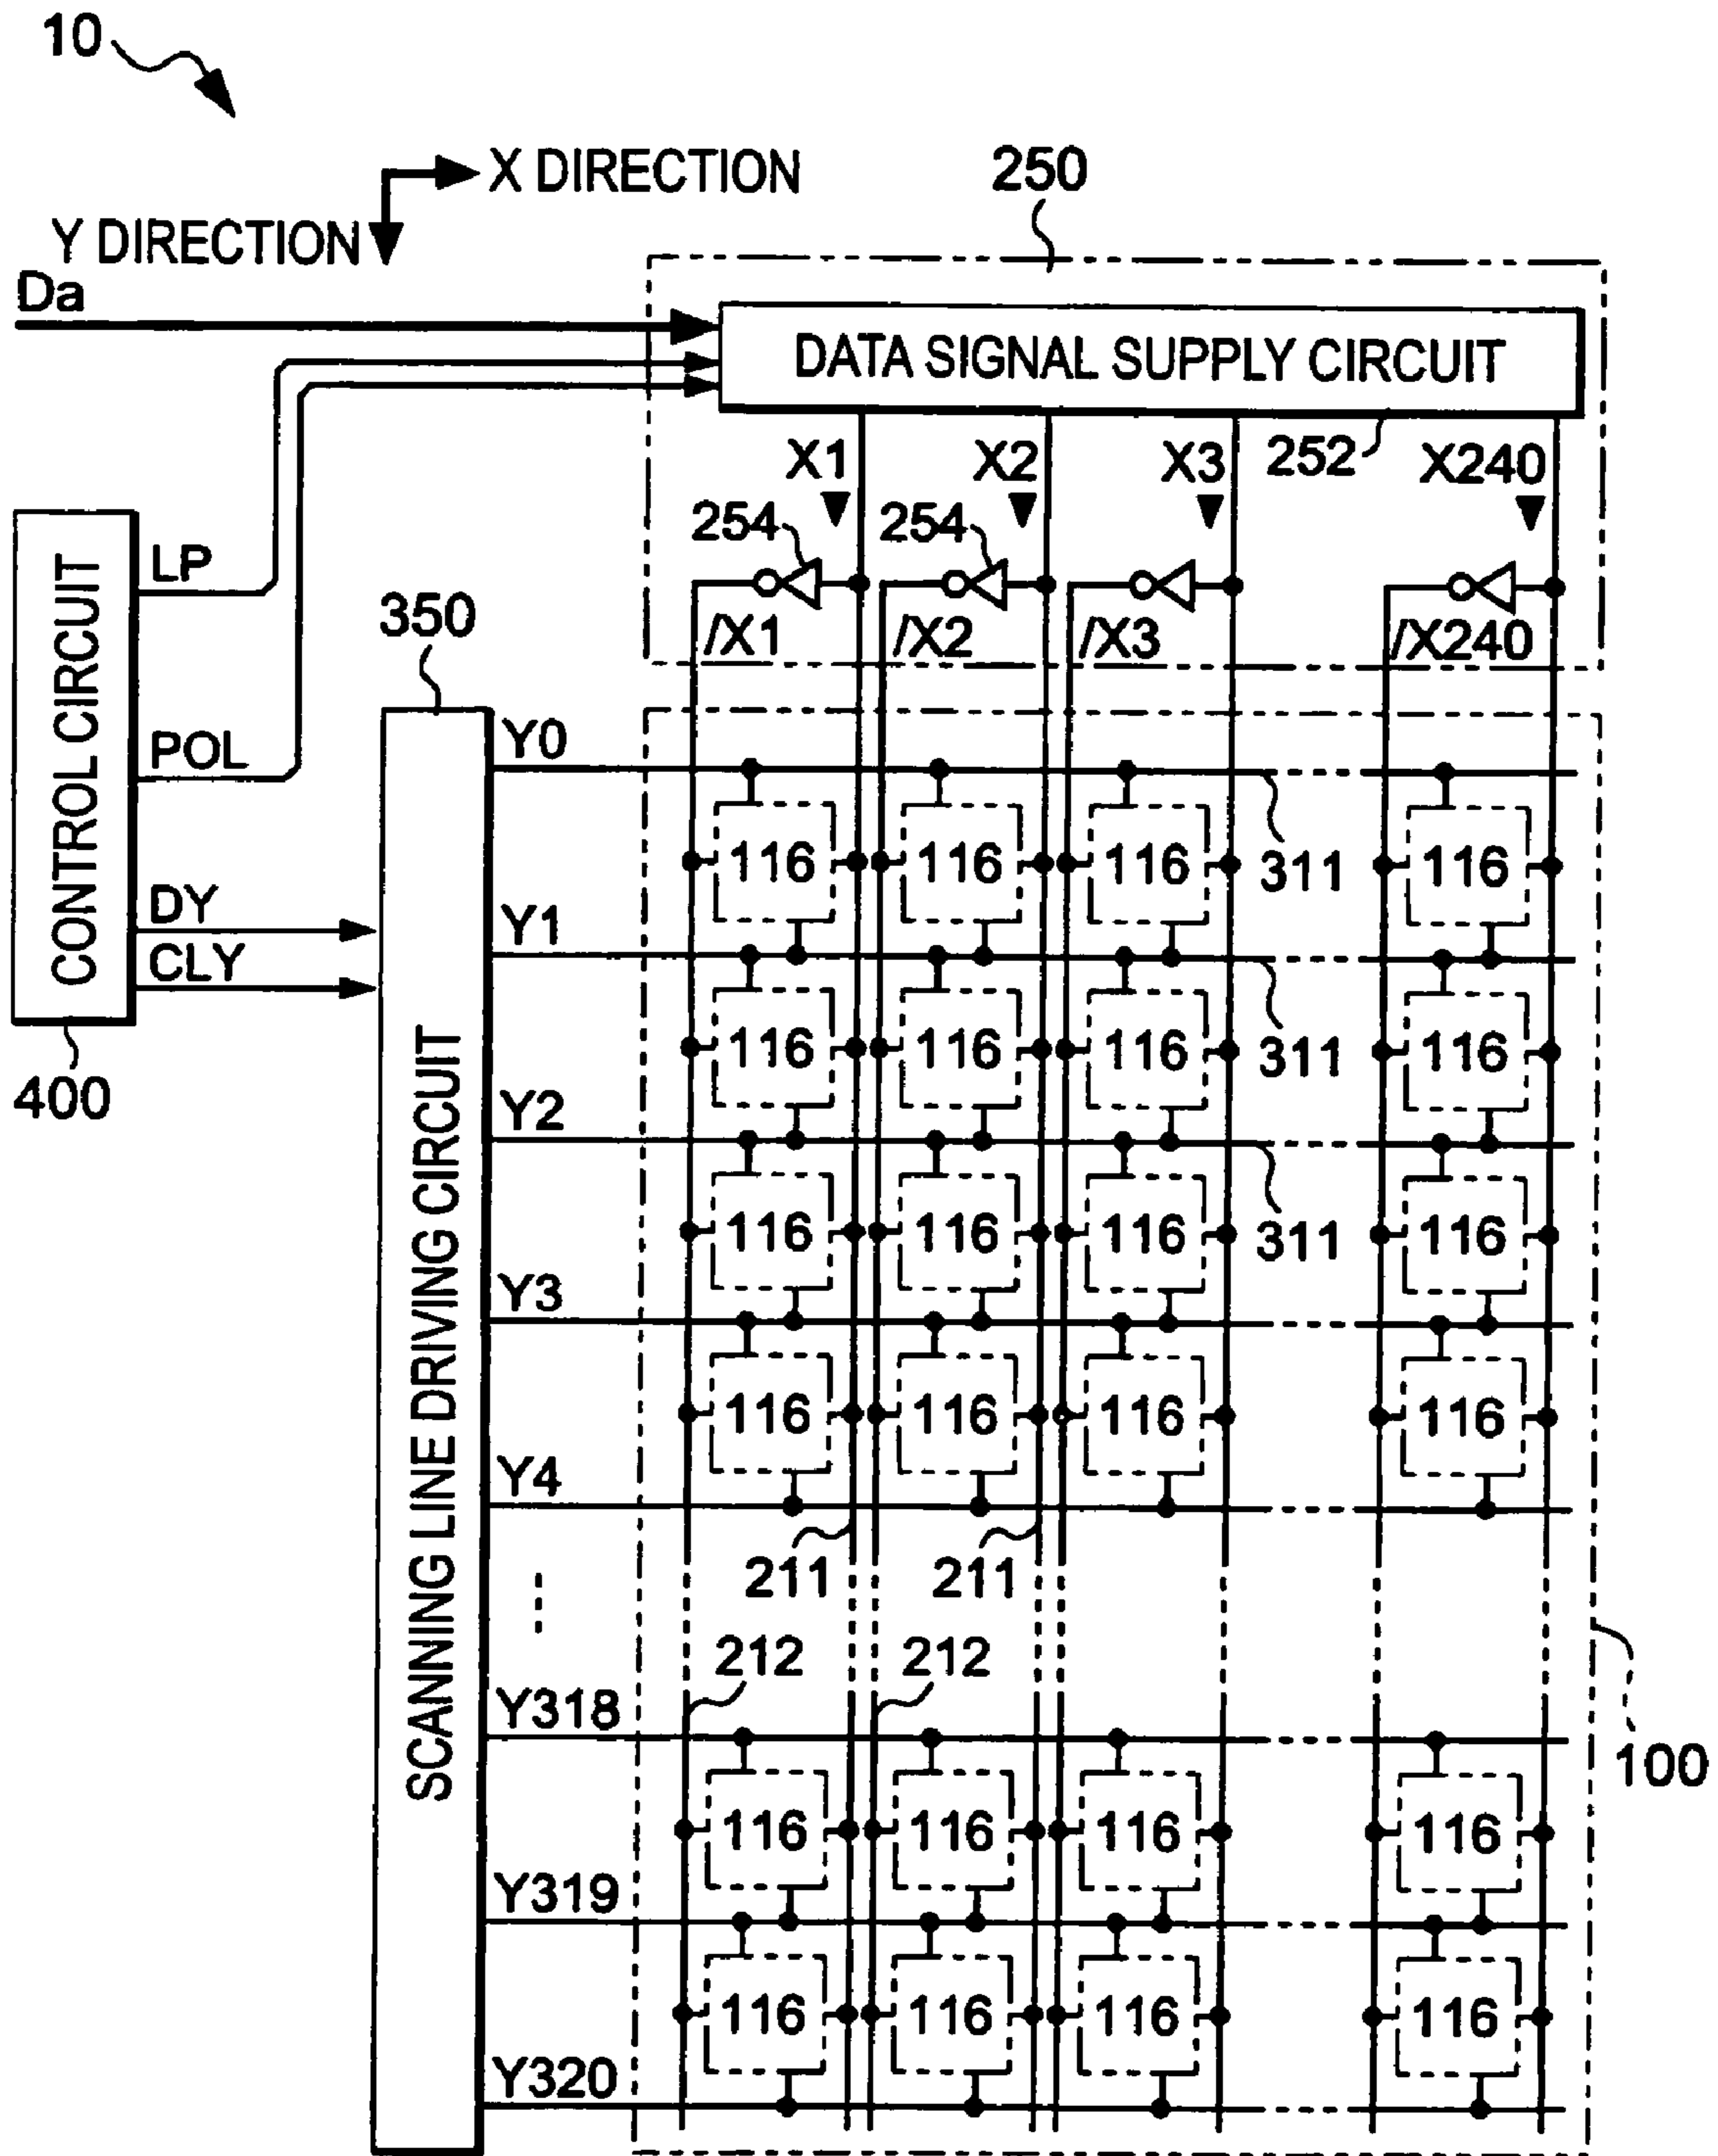 10
X DIRECTION
Y DIRECTION
250
Da
DATA SIGNAL SUPPLY CIRCUIT
252
X1 X2 X3 X240
254 254
/X1 /X2 /X3 /X240
CONTROL CIRCUIT
LP
POL
DY
CLY
400
350
SCANNING LINE DRIVING CIRCUIT
Y0
116 116 116 116
311
Y1
116 116 116 116
311
Y2
116 116 116 116
311
Y3
116 116 116 116
Y4
211 211
212 212
100
Y318
116 116 116 116
Y319
116 116 116 116
Y320